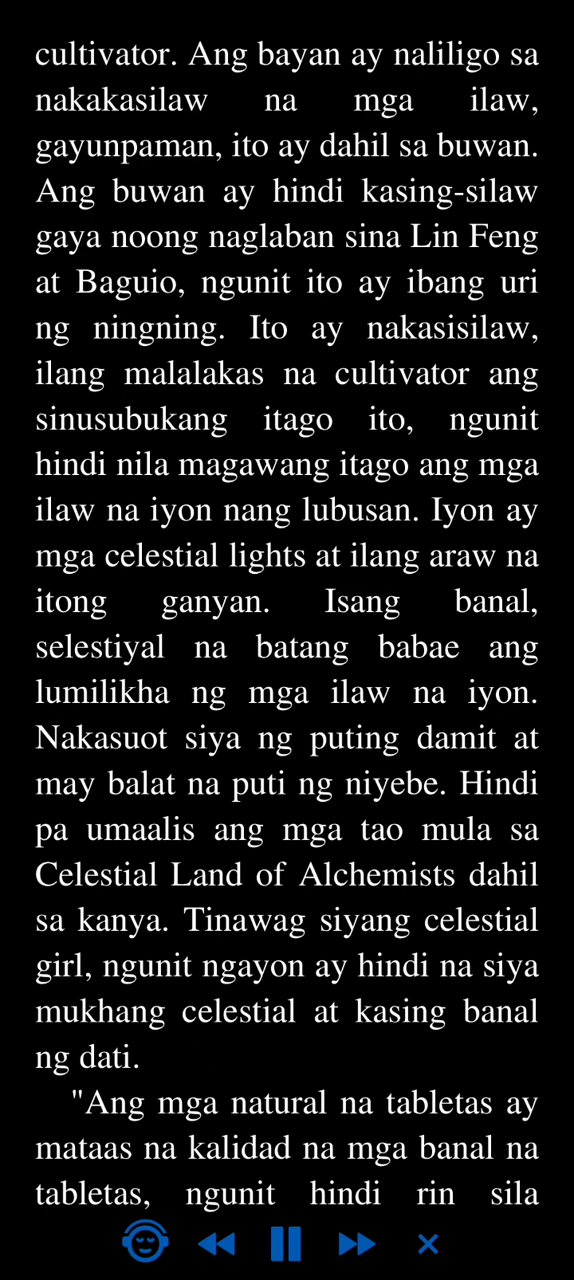 cultivator. Ang bayan ay naliligo sa
nakakasilaw na mga ilaw,
gayunpaman, ito ay dahil sa buwan.
Ang buwan ay hindi kasing-silaw
gaya noong naglaban sina Lin Feng
at Baguio, ngunit ito ay ibang uri
ng ningning. Ito ay nakasisilaw,
ilang malalakas na cultivator ang
sinusubukang itago ito, ngunit
hindi nila magawang itago ang mga
ilaw na iyon nang lubusan. Iyon ay
mga celestial lights at ilang araw na
itong ganyan. Isang banal,
selestiyal na batang babae ang
lumilikha ng mga ilaw na iyon.
Nakasuot siya ng puting damit at
may balat na puti ng niyebe. Hindi
pa umaalis ang mga tao mula sa
Celestial Land of Alchemists dahil
sa kanya. Tinawag siyang celestial
girl, ngunit ngayon ay hindi na siya
mukhang celestial at kasing banal
ng dati.
"Ang mga natural na tabletas ay
mataas na kalidad na mga banal na
tabletas, ngunit hindi rin sila